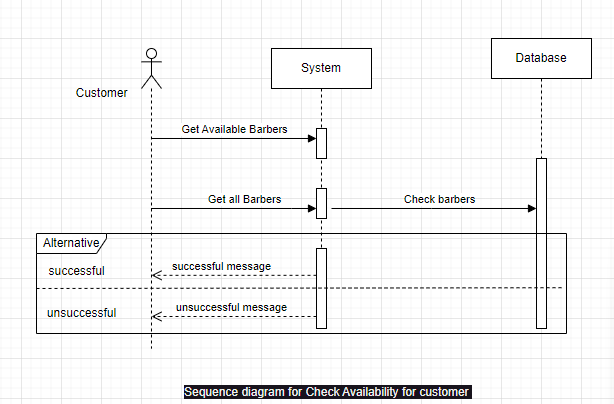 System
Database
Customer
Get Available Barbers
Get all Barbers
Check barbers
Alternative
successful message
successful
unsuccessful message
unsuccessful
Sequence diagram for Check Availability for customer